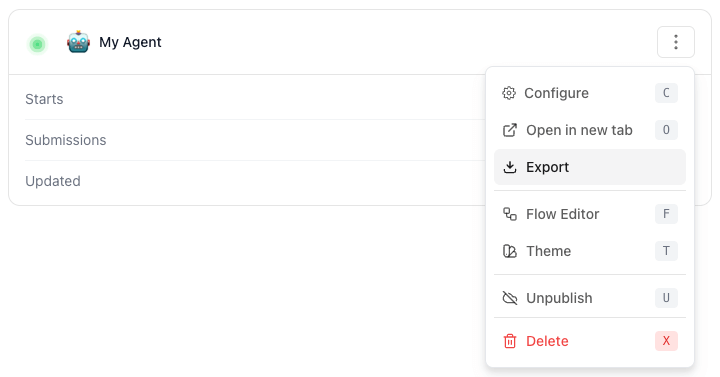 My Agent
Starts
Submissions
Updated
Configure C
Open in new tab O
Export
Flow Editor F
Theme T
Unpublish U
Delete X